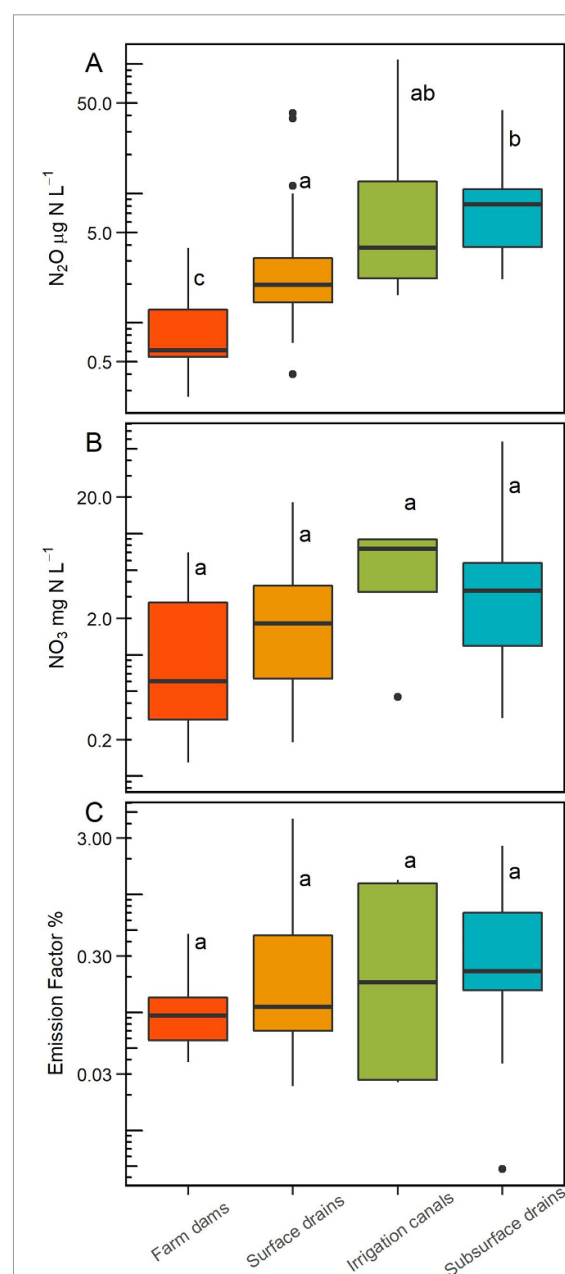 A
50.0
5.0
0.5
N₂O μg N L⁻¹
c
a
ab
b
B
20.0
2.0
0.2
NO₃ mg N L⁻¹
a
a
a
a
C
3.00
0.30
0.03
Emission Factor %
a
a
a
a
Farm dams
Surface drains
Irrigation canals
Subsurface drains